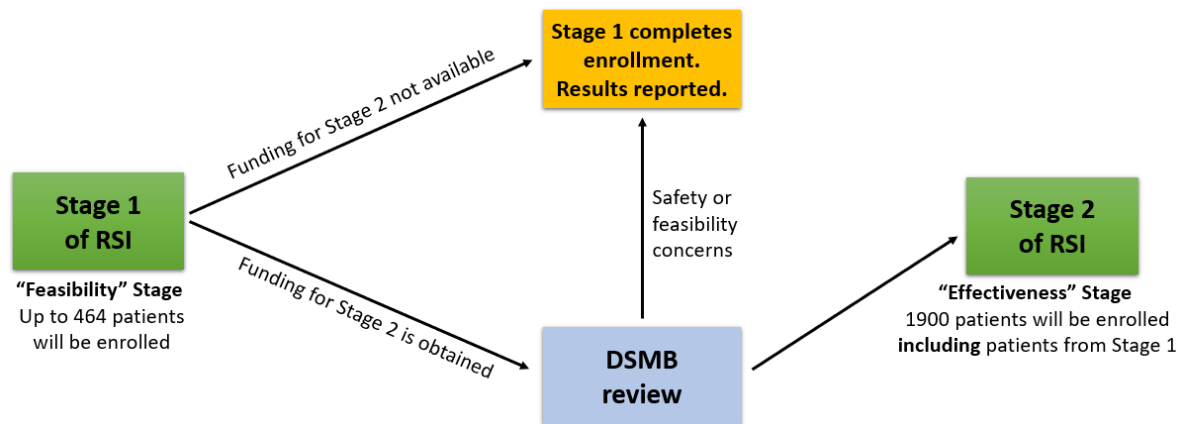 Stage 1 completes
enrollment.
Results reported.
Funding for Stage 2 not available
Stage 1
of RSI
“Feasibility” Stage
Up to 464 patients
will be enrolled
Funding for Stage 2 is obtained
Safety or
feasibility
concerns
DSMB
review
Stage 2
of RSI
“Effectiveness” Stage
1900 patients will be enrolled
including patients from Stage 1